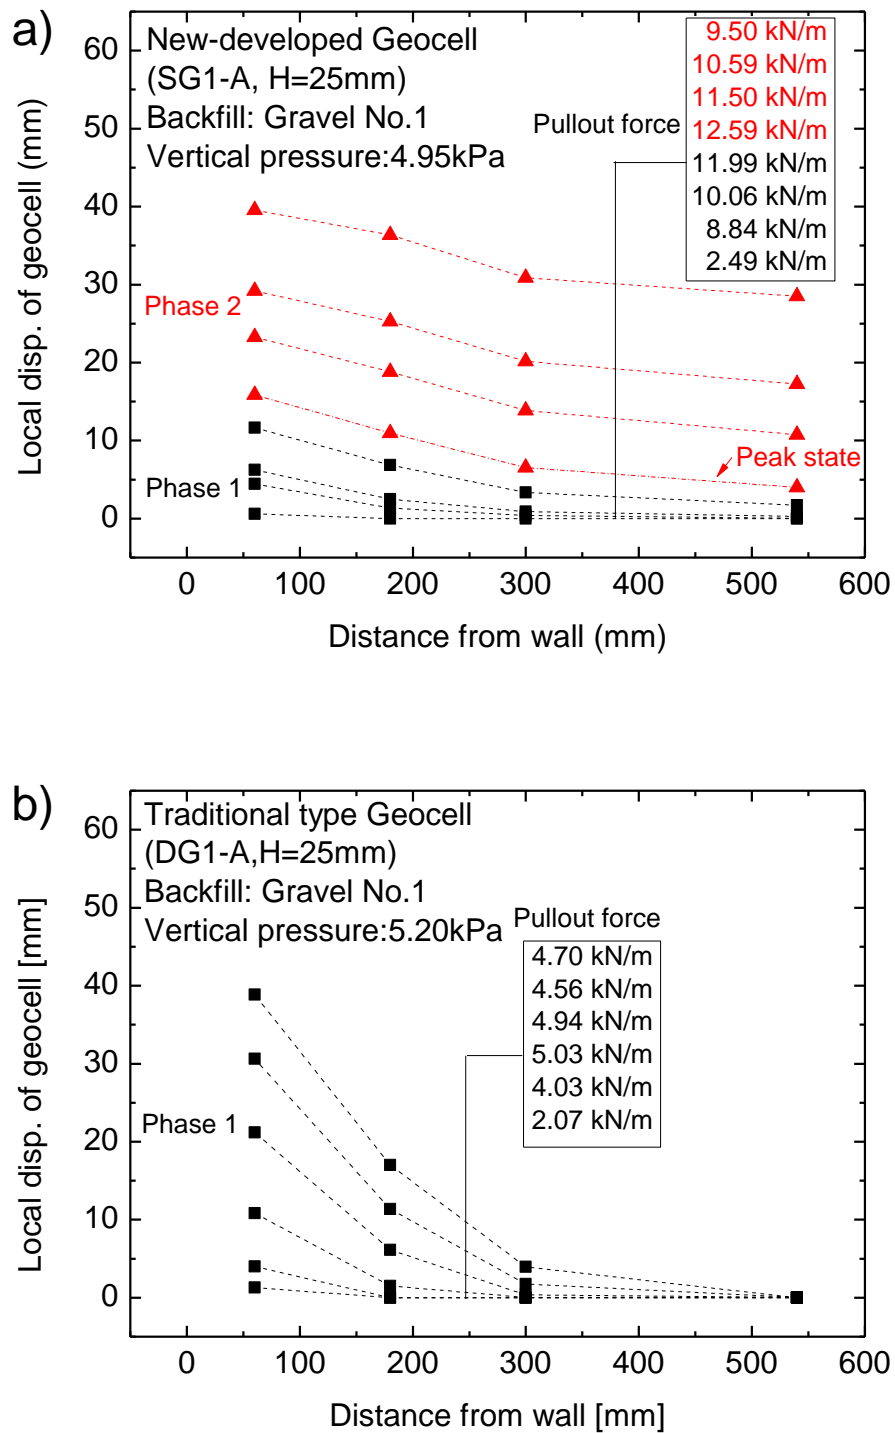 a)
New-developed Geocell
(SG1-A, H=25mm)
Backfill: Gravel No.1
Vertical pressure:4.95kPa
Pullout force
9.50 kN/m
10.59 kN/m
11.50 kN/m
12.59 kN/m
11.99 kN/m
10.06 kN/m
8.84 kN/m
2.49 kN/m
Phase 2
Phase 1
Peak state
60
50
40
30
20
10
0
Local disp. of geocell (mm)
0 100 200 300 400 500 600
Distance from wall (mm)
b)
Traditional type Geocell
(DG1-A,H=25mm)
Backfill: Gravel No.1
Vertical pressure:5.20kPa
Pullout force
4.70 kN/m
4.56 kN/m
4.94 kN/m
5.03 kN/m
4.03 kN/m
2.07 kN/m
Phase 1
60
50
40
30
20
10
0
Local disp. of geocell [mm]
0 100 200 300 400 500 600
Distance from wall [mm]